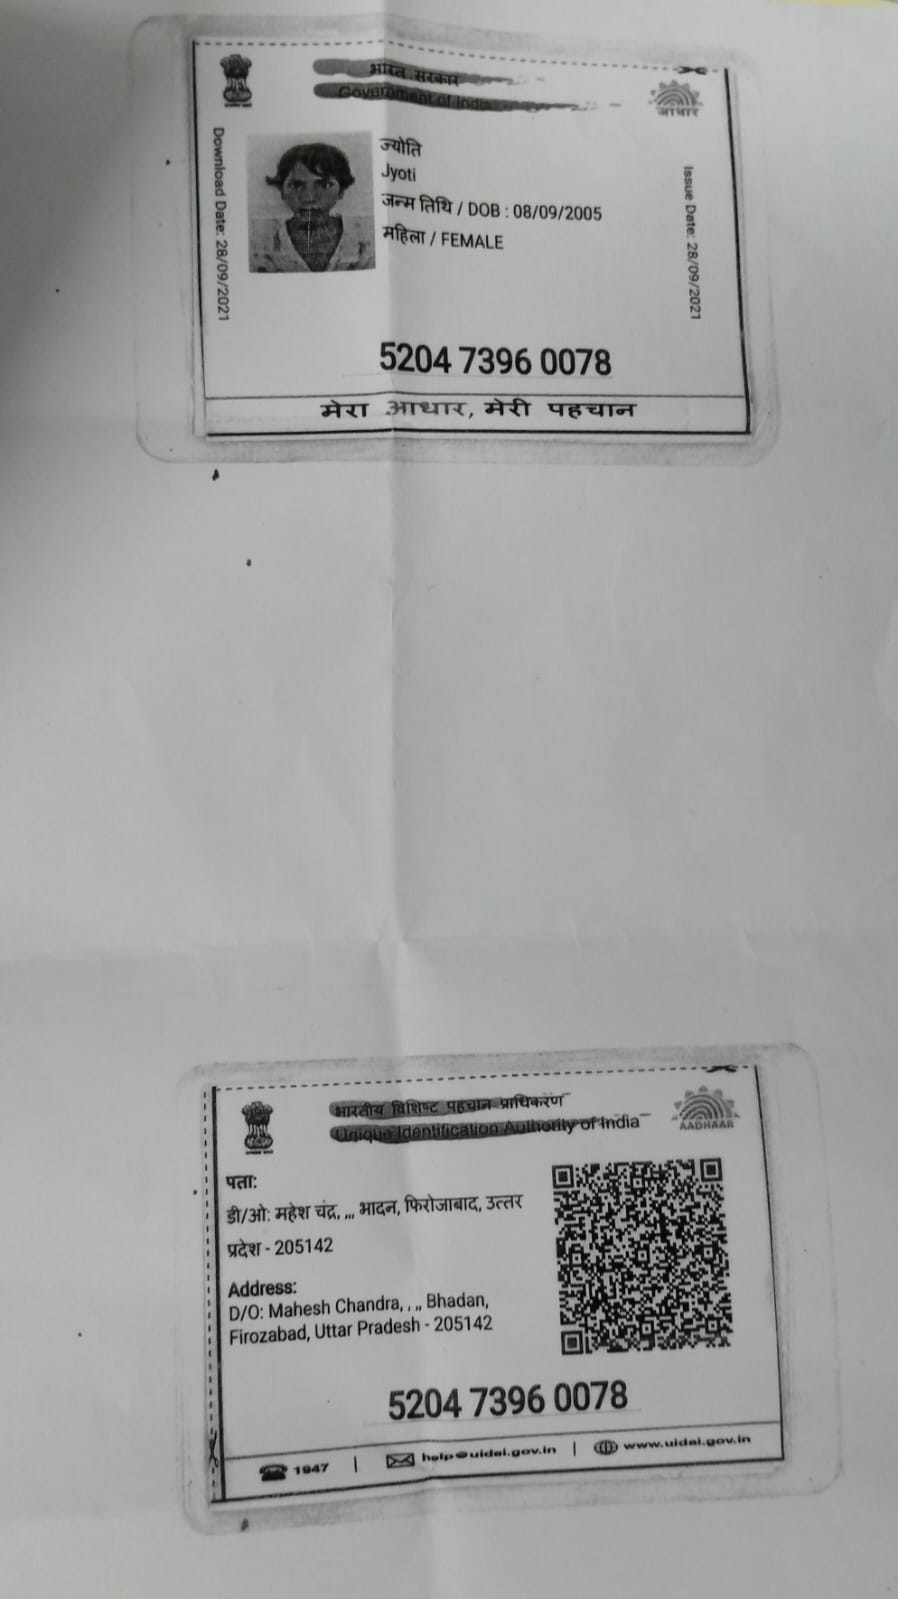 भारत सरकार
Government of India
आधार
Download Date: 28/09/2021
ज्योति
Jyoti
जन्म तिथि / DOB : 08/09/2005
महिला / FEMALE
Issue Date: 28/09/2021
5204 7396 0078
मेरा आधार, मेरी पहचान
भारतीय विशिष्ट पहचान प्राधिकरण
Unique Identification Authority of India
AADHAAR
पता:
डी/ओ: महेश चंद्र, ,,, भादन, फिरोजाबाद, उत्तर
प्रदेश - 205142
Address:
D/O: Mahesh Chandra, , ,, Bhadan,
Firozabad, Uttar Pradesh - 205142
5204 7396 0078
1947 | help@uidai.gov.in | www.uidai.gov.in